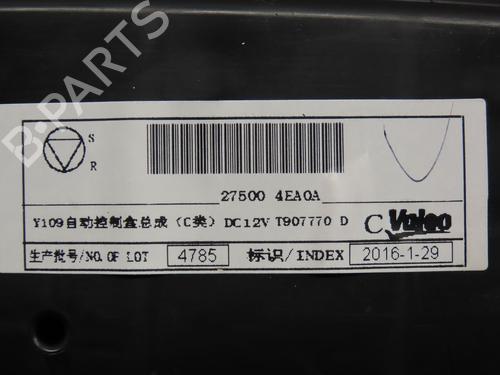 S
R
27500 4EA0A
Y109自动控制盒总成 (C类) DC12V T907770 D
C Valeo
生产批号/NO.OF LOT 4785 标识/INDEX 2016-1-29
B-PARTS